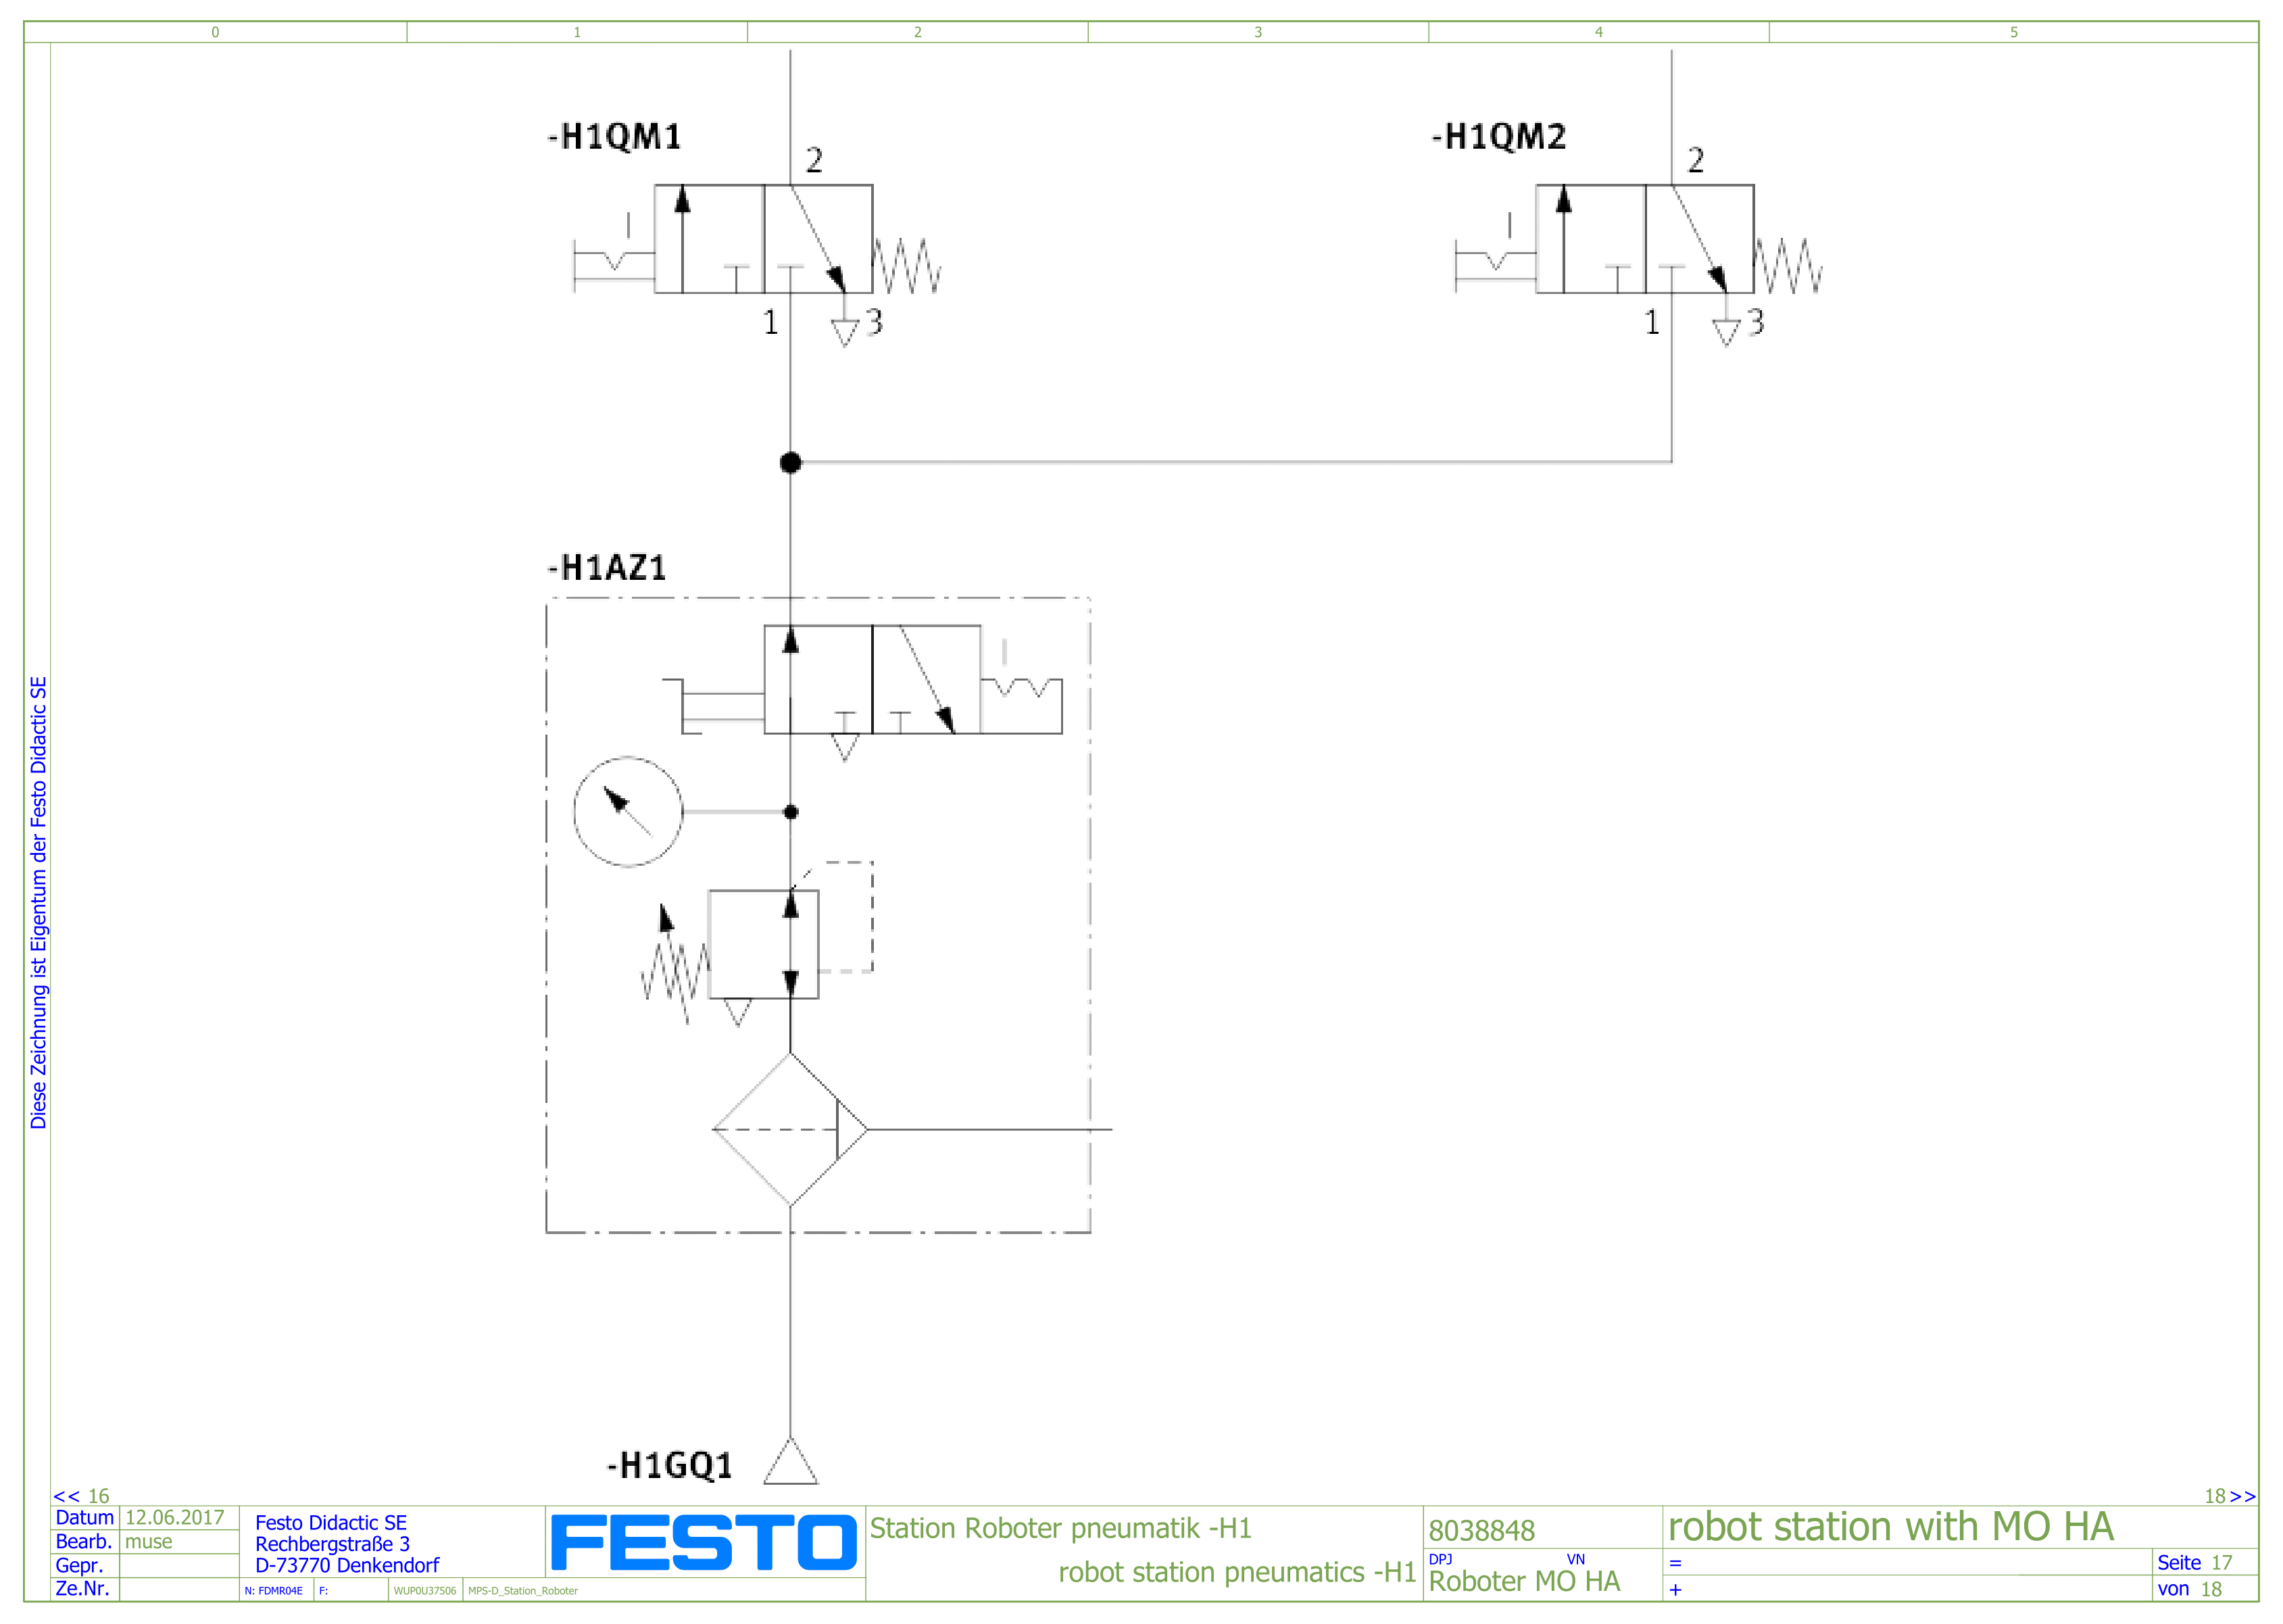 0 1 2 3 4 5
-H1QM1
2
1
3
-H1QM2
2
1
3
-H1AZ1
-H1GQ1
Diese Zeichnung ist Eigentum der Festo Didactic SE
<< 16
18 >>
Datum 12.06.2017
Bearb. muse
Gepr.
Ze.Nr.
Festo Didactic SE
Rechbergstraße 3
D-73770 Denkendorf
N: FDMR04E F: WUP0U37506 MPS-D_Station_Roboter
FESTO
Station Roboter pneumatik -H1
robot station pneumatics -H1
8038848
DPJ VN
Roboter MO HA
robot station with MO HA
=
+
Seite 17
von 18